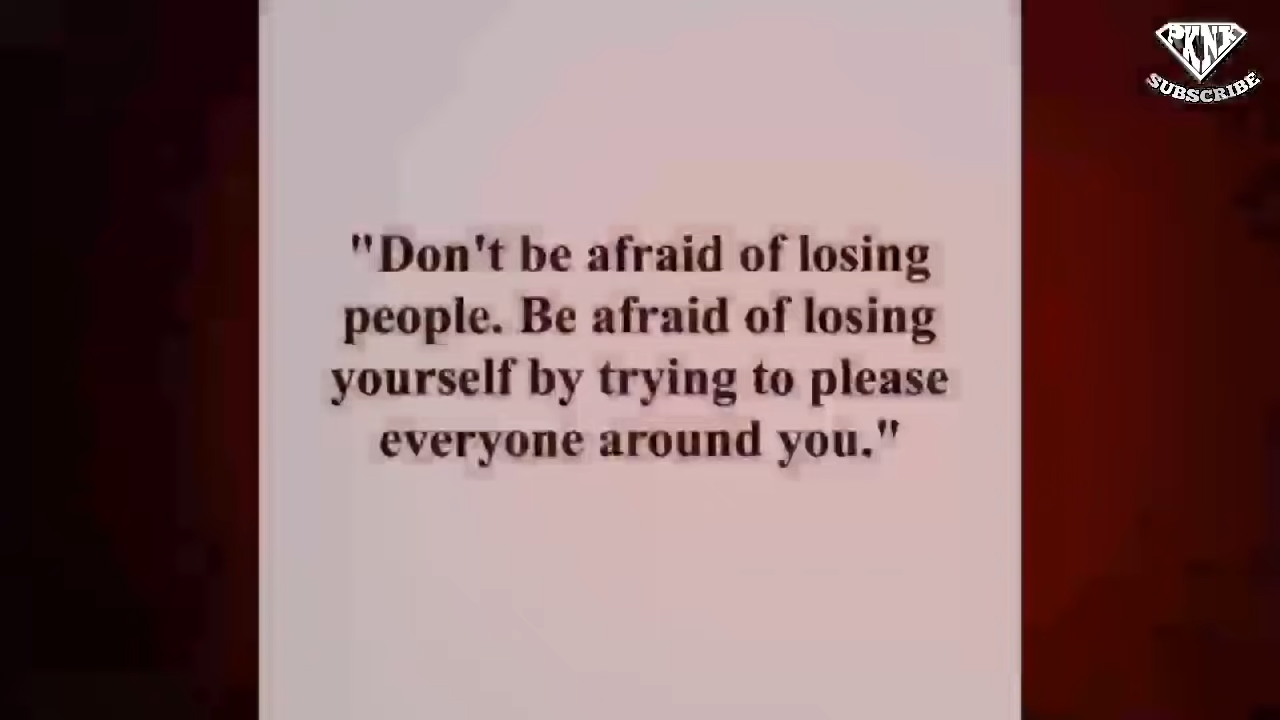 PKNK
SUBSCRIBE
"Don't be afraid of losing
people. Be afraid of losing
yourself by trying to please
everyone around you."